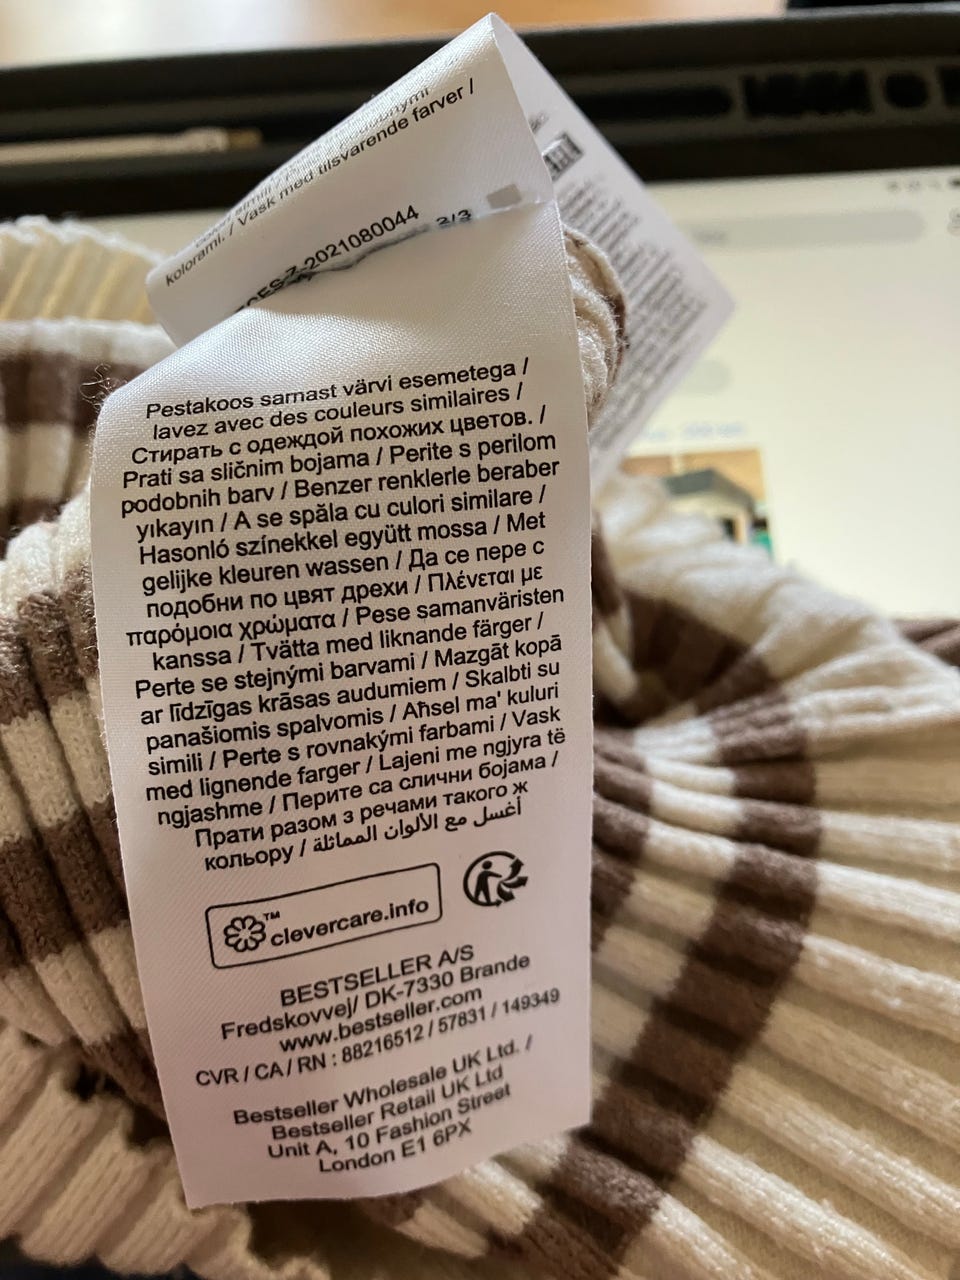 kolorami. / Vask med tilsvarende farver /
-2021080044
3/3
Pestakoos sarnast värvi esemetega /
lavez avec des couleurs similaires /
Стирать с одеждой похожих цветов. /
Prati sa sličnim bojama / Perite s perilom
podobnih barv / Benzer renklerle beraber
yıkayın / A se spăla cu culori similare /
Hasonló színekkel együtt mossa / Met
gelijke kleuren wassen / Да се пере с
подобни по цвят дрехи / Πλένεται με
παρόμοια χρώματα / Pese samanväristen
kanssa / Tvätta med liknande färger /
Perte se stejnými barvami / Mazgāt kopā
ar līdzīgas krāsas audumiem / Skalbti su
panašiomis spalvomis / Aħsel ma' kuluri
simili / Perte s rovnakými farbami / Vask
med lignende farger / Lajeni me ngjyra të
ngjashme / Перите са слични бојама /
Прати разом з речами такого ж
кольору / أغسل مع الألوان المماثلة
™ clevercare.info
BESTSELLER A/S
Fredskovvej/ DK-7330 Brande
www.bestseller.com
CVR / CA / RN : 88216512 / 57831 / 149349
Bestseller Wholesale UK Ltd. /
Bestseller Retail UK Ltd
Unit A, 10 Fashion Street
London E1 6PX